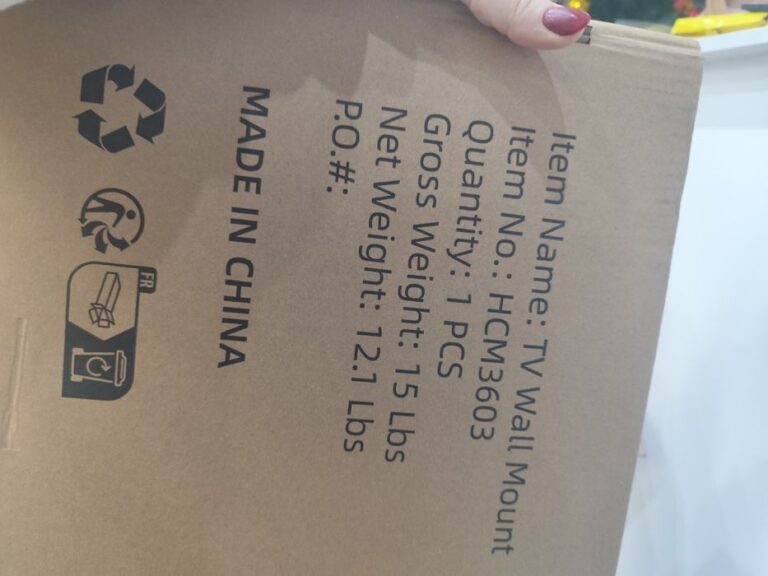 Item Name: TV Wall Mount
Item No.: HCM3603
Quantity: 1 PCS
Gross Weight: 15 Lbs
Net Weight: 12.1 Lbs
P.O.#:
MADE IN CHINA
FR